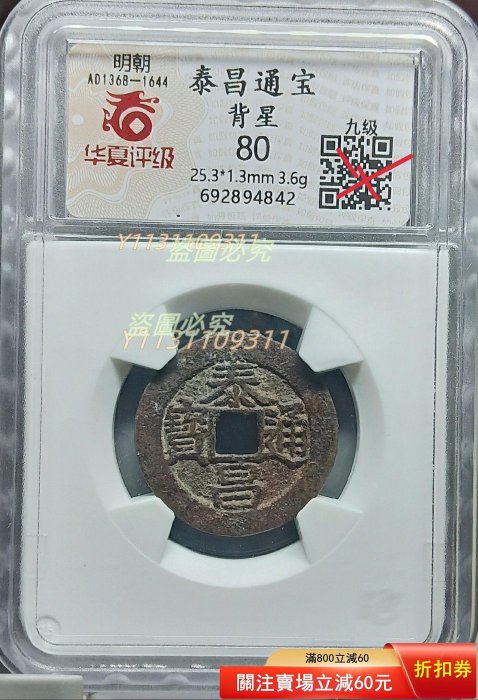 明朝
AD1368—1644
华夏评级
泰昌通宝
背星
80
25.3*1.3mm 3.6g
692894842
九级
Y1131109311
盗圖必究
盗圖必究
Y1131109311
泰
寶 通
昌
滿800立減60
關注賣場立減60元
折扣券